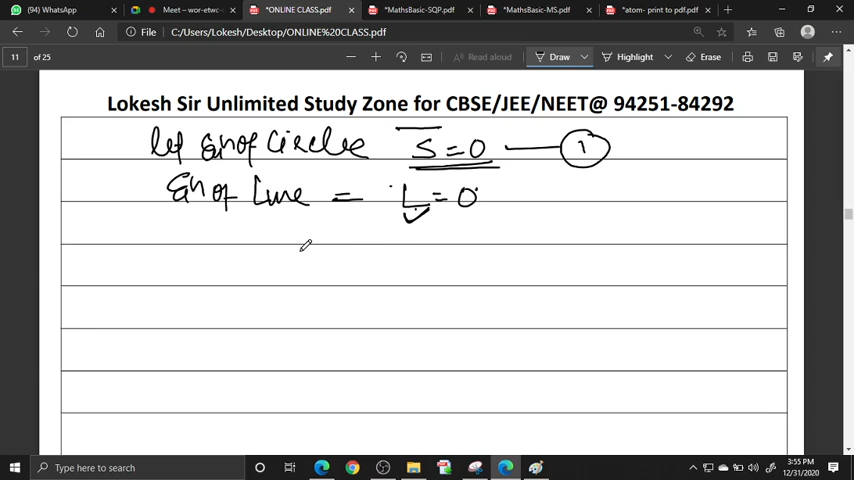 (94) WhatsApp
Meet – wor-etwc-
*ONLINE CLASS.pdf
*MathsBasic-SQP.pdf
*MathsBasic-MS.pdf
*atom- print to pdf.pdf
File
C:/Users/Lokesh/Desktop/ONLINE%20CLASS.pdf
11 of 25
Read aloud
Draw
Highlight
Erase
Lokesh Sir Unlimited Study Zone for CBSE/JEE/NEET@ 94251-84292
let Eqn of Circle S = 0 — 1
Eqn of Line = L = 0
Type here to search
3:55 PM
12/31/2020